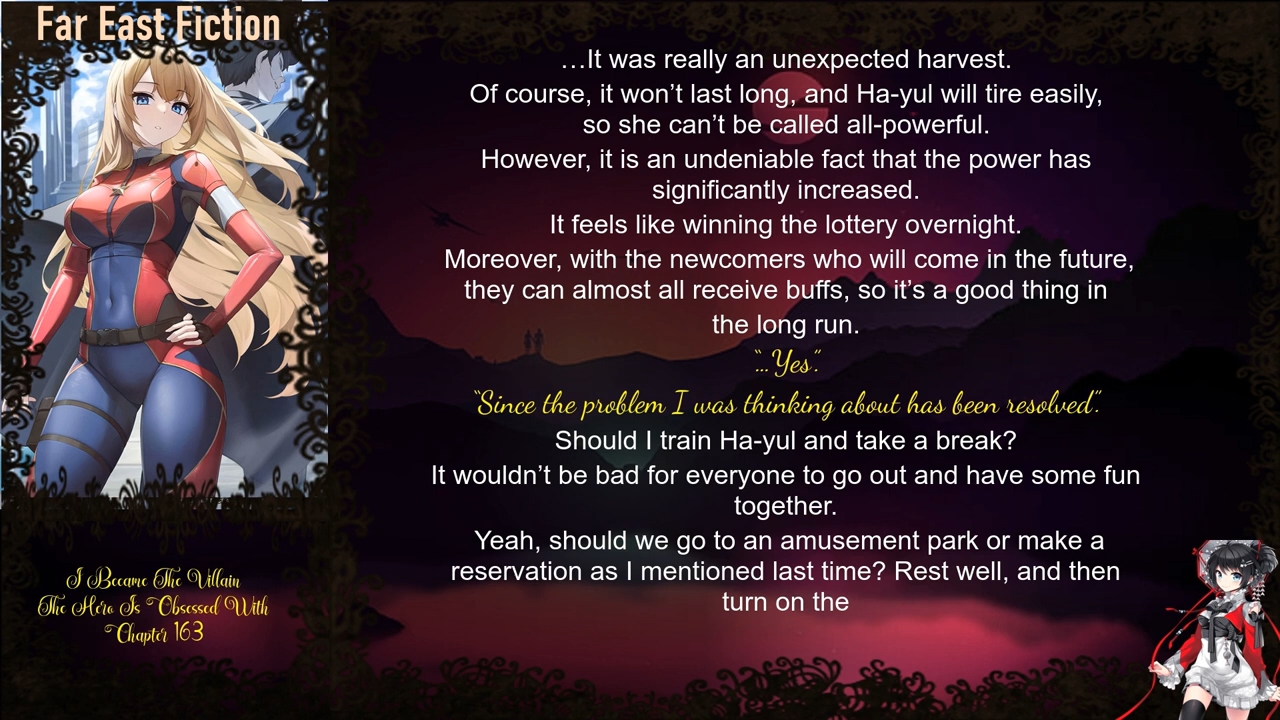 Far East Fiction
…It was really an unexpected harvest.
Of course, it won’t last long, and Ha-yul will tire easily,
so she can’t be called all-powerful.
However, it is an undeniable fact that the power has
significantly increased.
It feels like winning the lottery overnight.
Moreover, with the newcomers who will come in the future,
they can almost all receive buffs, so it’s a good thing in
the long run.
“…Yes”.
“Since the problem I was thinking about has been resolved”.
Should I train Ha-yul and take a break?
It wouldn’t be bad for everyone to go out and have some fun
together.
Yeah, should we go to an amusement park or make a
reservation as I mentioned last time? Rest well, and then
turn on the
I Became The Villain
The Hero Is Obsessed With
Chapter 163